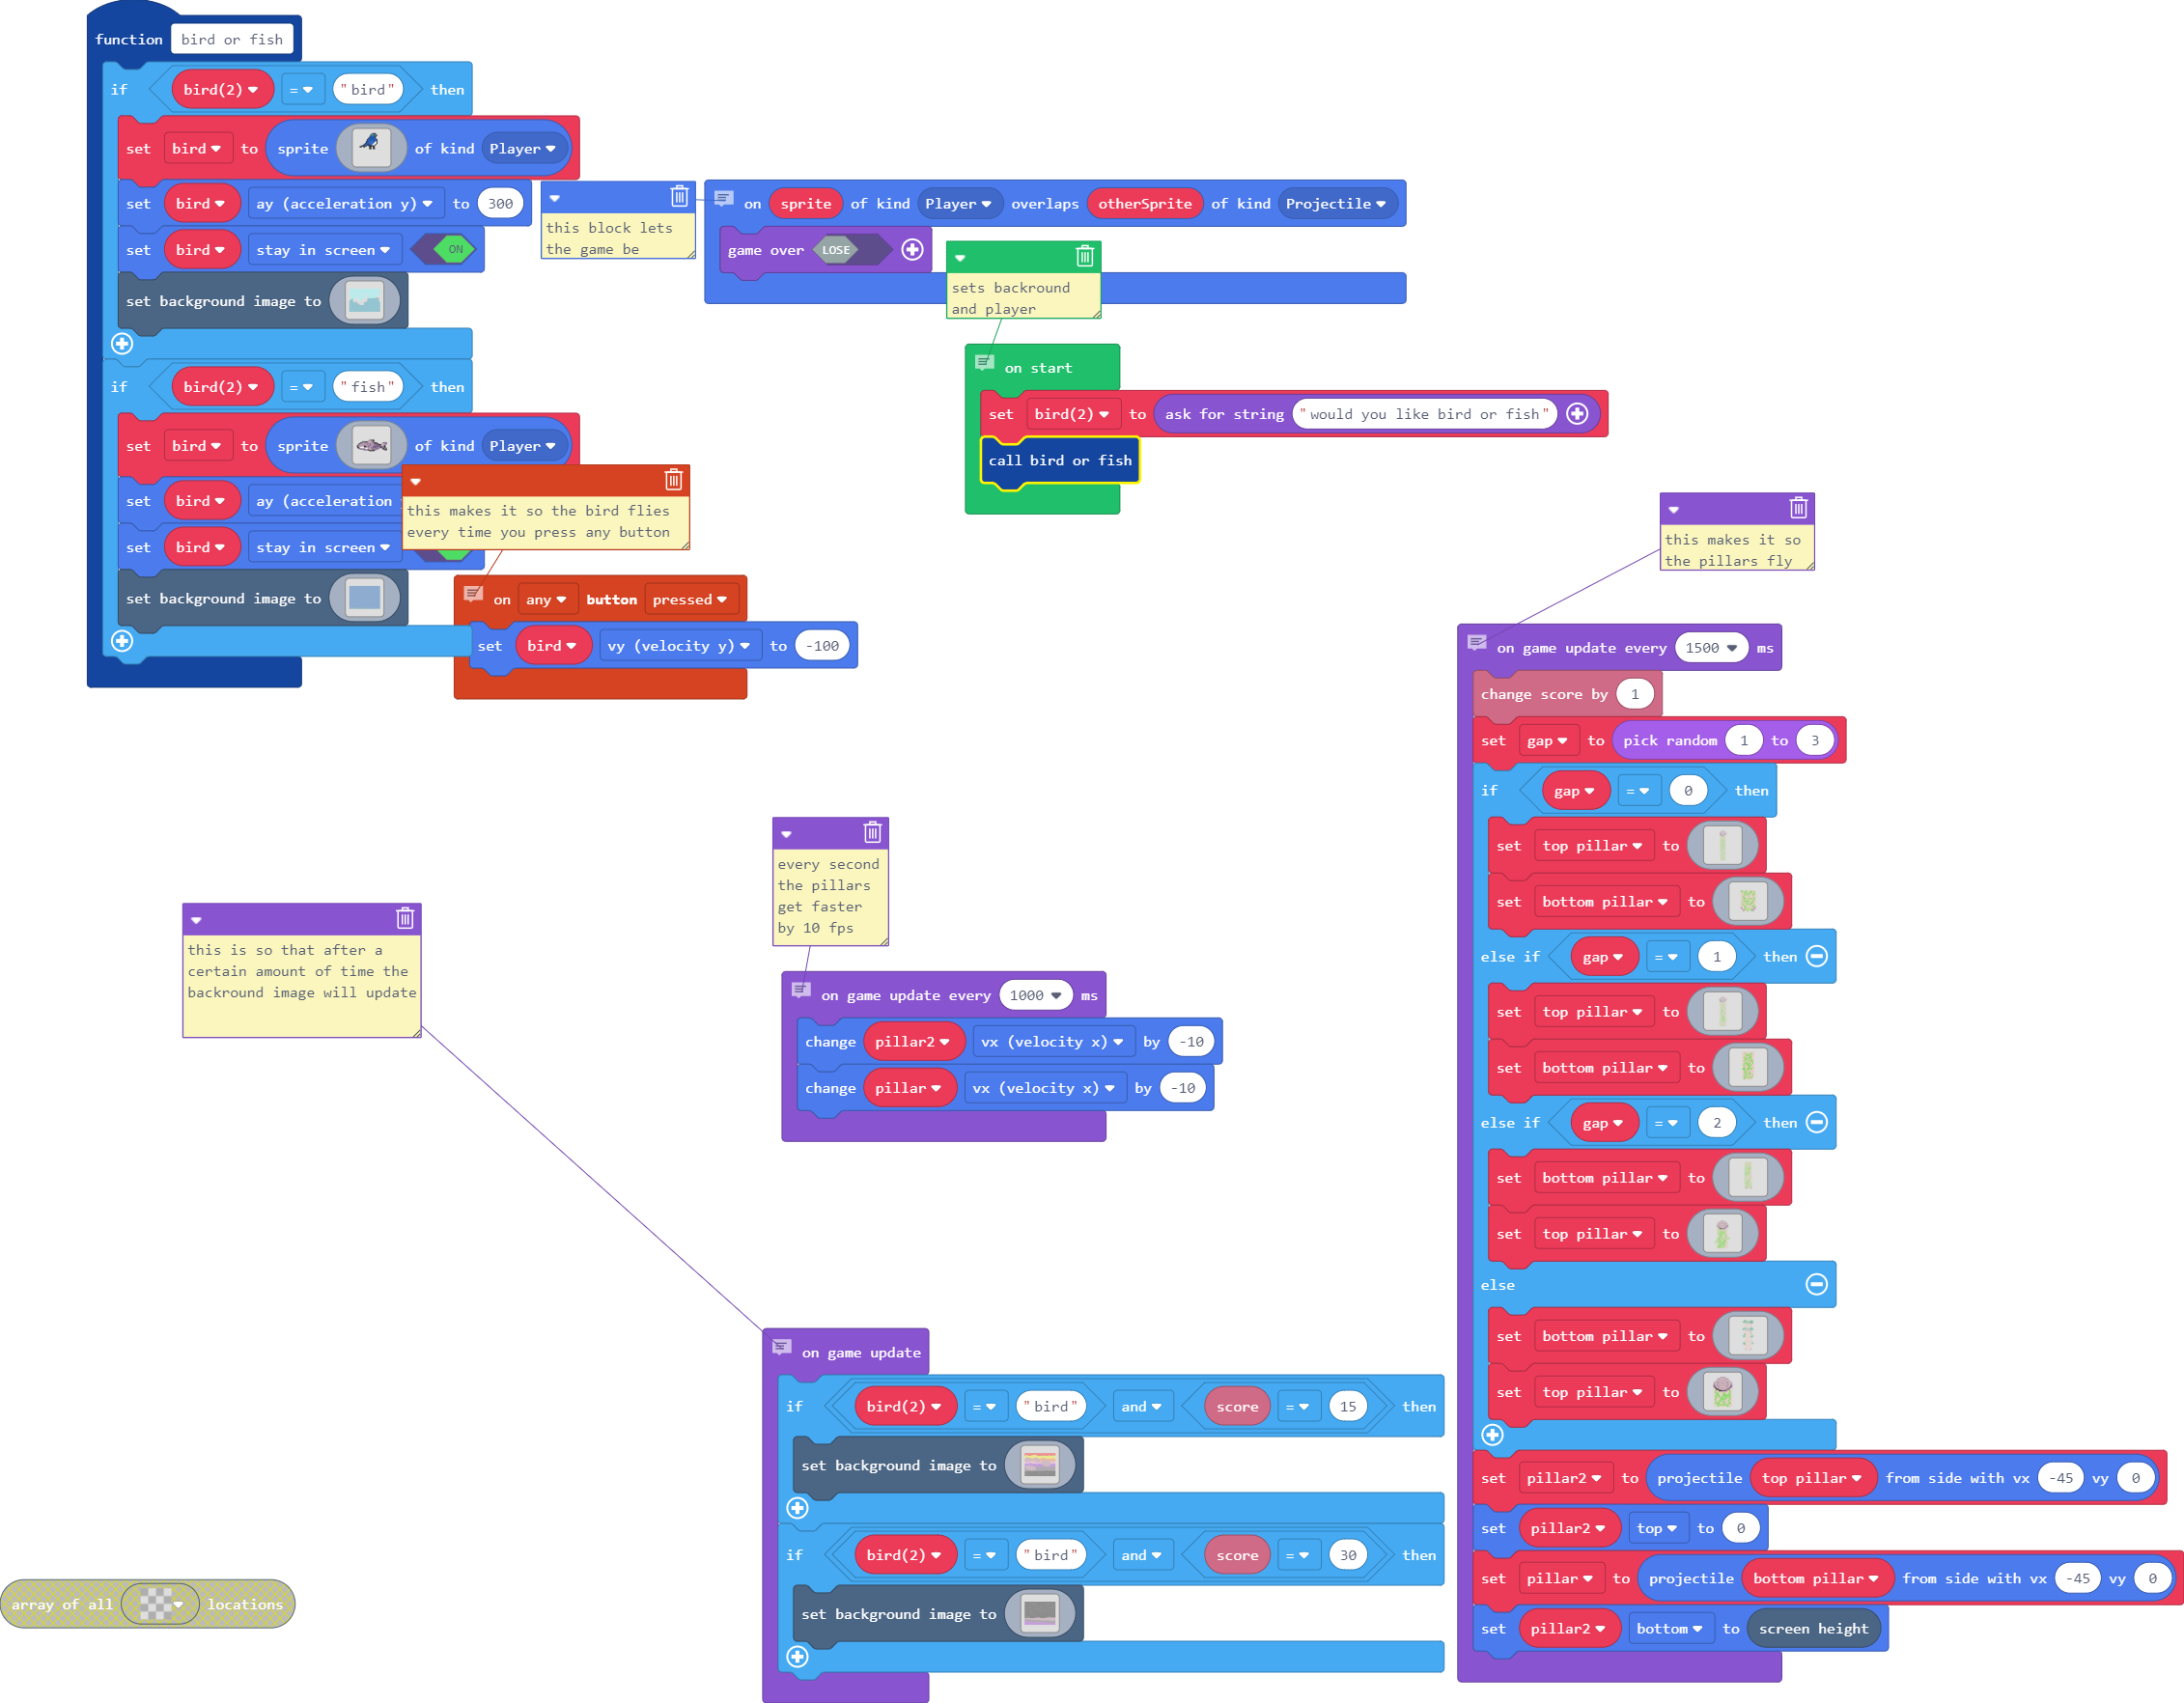 function bird or fish
if bird(2) = "bird" then
set bird to sprite of kind Player
set bird ay (acceleration y) to 300
set bird stay in screen ON
set background image to
if bird(2) = "fish" then
set bird to sprite of kind Player
set bird ay (acceleration
set bird stay in screen
set background image to
this block lets
the game be
on sprite of kind Player overlaps otherSprite of kind Projectile
game over LOSE
sets backround
and player
on start
set bird(2) to ask for string "would you like bird or fish"
call bird or fish
this makes it so the bird flies
every time you press any button
on any button pressed
set bird vy (velocity y) to -100
this makes it so
the pillars fly
on game update every 1500 ms
change score by 1
set gap to pick random 1 to 3
if gap = 0 then
set top pillar to
set bottom pillar to
else if gap = 1 then
set top pillar to
set bottom pillar to
else if gap = 2 then
set bottom pillar to
set top pillar to
else
set bottom pillar to
set top pillar to
set pillar2 to projectile top pillar from side with vx -45 vy 0
set pillar2 top to 0
set pillar to projectile bottom pillar from side with vx -45 vy 0
set pillar2 bottom to screen height
every second
the pillars
get faster
by 10 fps
on game update every 1000 ms
change pillar2 vx (velocity x) by -10
change pillar vx (velocity x) by -10
this is so that after a
certain amount of time the
backround image will update
on game update
if bird(2) = "bird" and score = 15 then
set background image to
if bird(2) = "bird" and score = 30 then
set background image to
array of all locations